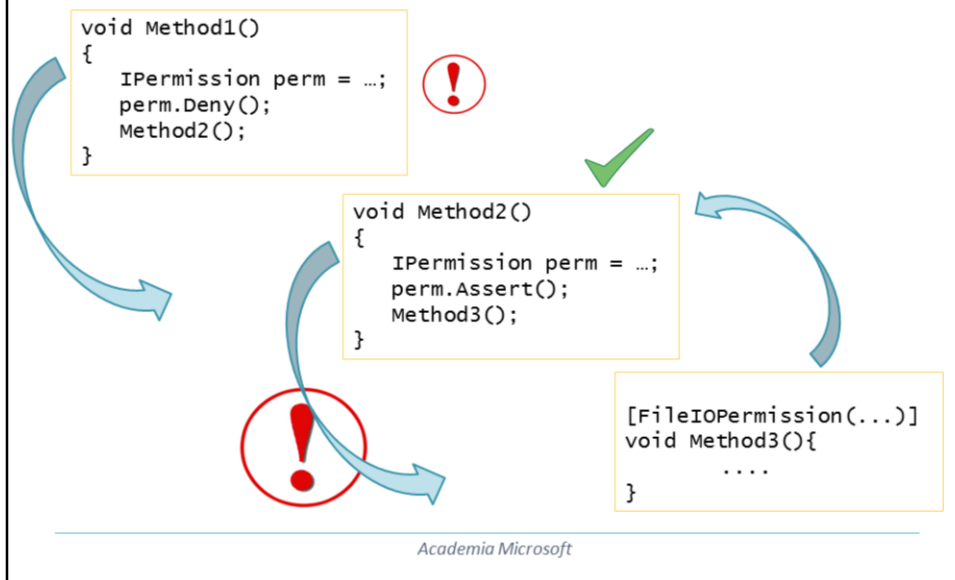 void Method1()
{
IPermission perm = …;
perm.Deny();
Method2();
}
void Method2()
{
IPermission perm = …;
perm.Assert();
Method3();
}
[FileIOPermission(...)]
void Method3(){
....
}
Academia Microsoft